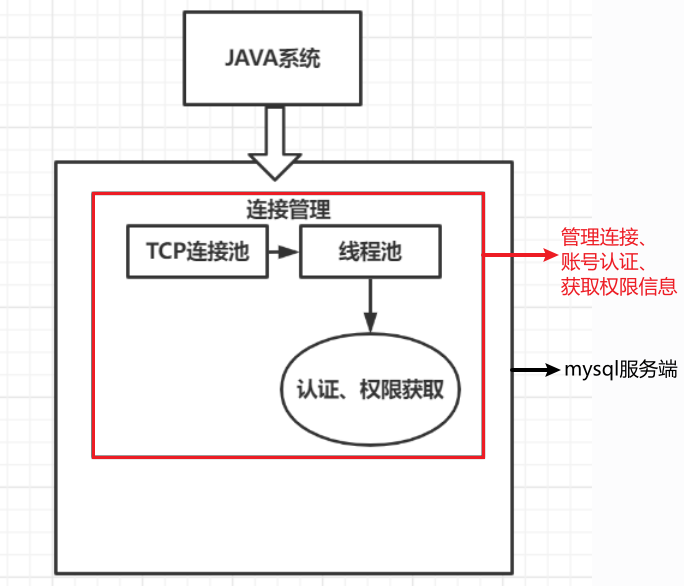 JAVA系统
连接管理
TCP连接池
线程池
认证、权限获取
管理连接、
账号认证、
获取权限信息
mysql服务端